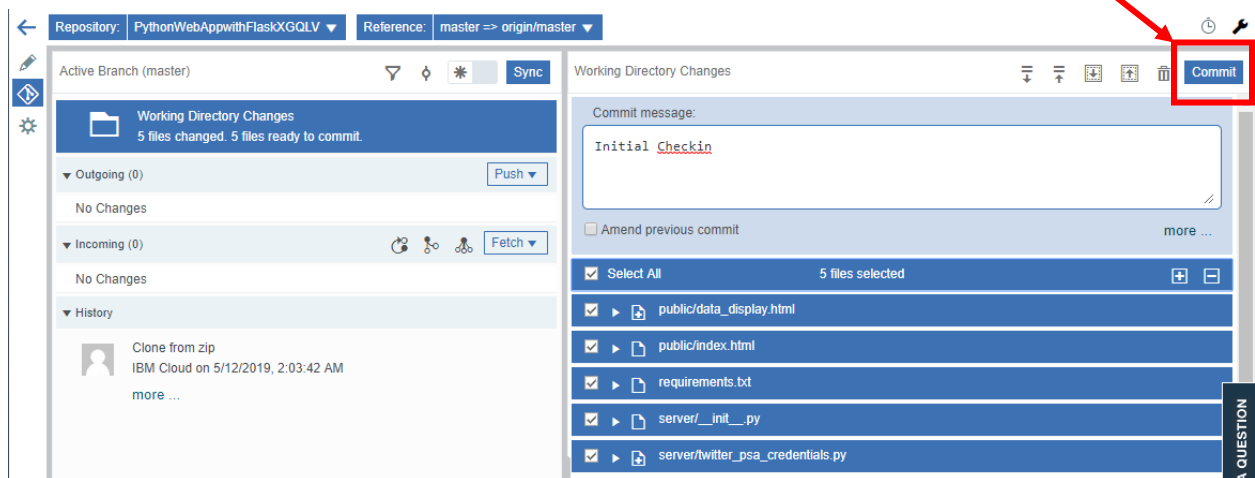 Repository: PythonWebAppwithFlaskXGQLV Reference: master => origin/master
Active Branch (master) Sync
Working Directory Changes
5 files changed. 5 files ready to commit.
Outgoing (0) Push
No Changes
Incoming (0) Fetch
No Changes
History
Clone from zip
IBM Cloud on 5/12/2019, 2:03:42 AM
more ...
Working Directory Changes Commit
Commit message:
Initial Checkin
Amend previous commit more ...
Select All 5 files selected
public/data_display.html
public/index.html
requirements.txt
server/__init__.py
server/twitter_psa_credentials.py
QUESTION